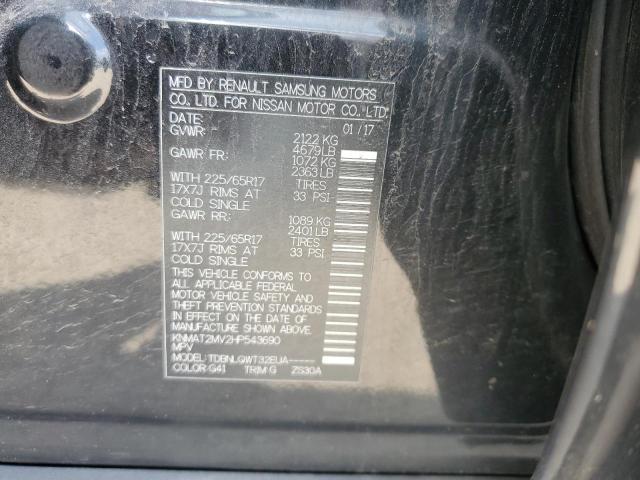 MFD BY RENAULT SAMSUNG MOTORS
CO., LTD. FOR NISSAN MOTOR CO., LTD.
DATE: 01/17
GVWR - 2122 KG
4679 LB
GAWR FR: 1072 KG
2363 LB
WITH 225/65R17 TIRES
17X7J RIMS AT 33 PSI
COLD SINGLE
GAWR RR: 1089 KG
2401 LB
WITH 225/65R17 TIRES
17X7J RIMS AT 33 PSI
COLD SINGLE
THIS VEHICLE CONFORMS TO
ALL APPLICABLE FEDERAL
MOTOR VEHICLE SAFETY AND
THEFT PREVENTION STANDARDS
IN EFFECT ON THE DATE OF
MANUFACTURE SHOWN ABOVE.
KNMAT2MV2HP543690
MPV
MODEL: TDBNLQWT32EUA-----
COLOR: G41 TRIM: G ZS30A